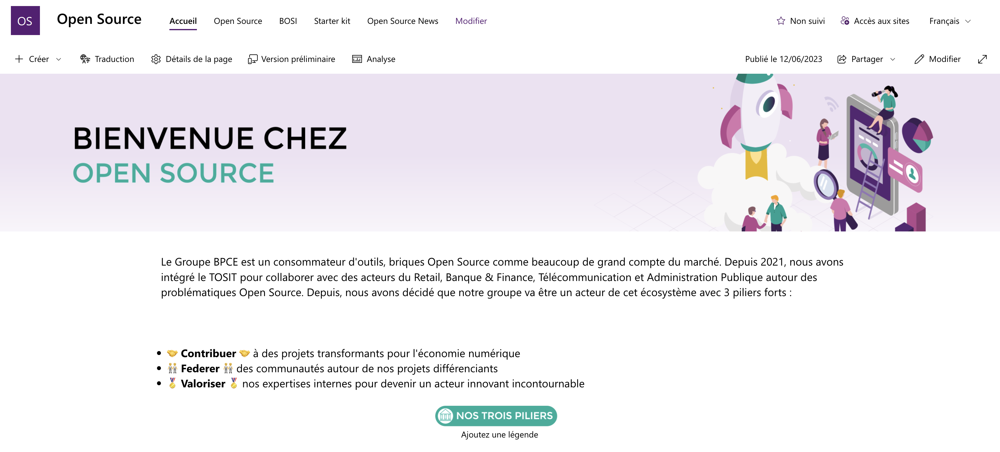 OS
Open Source
Accueil
Open Source
BOSI
Starter kit
Open Source News
Modifier
Non suivi
Accès aux sites
Français
Créer
Traduction
Détails de la page
Version préliminaire
Analyse
Publié le 12/06/2023
Partager
Modifier
BIENVENUE CHEZ
OPEN SOURCE
Le Groupe BPCE est un consommateur d'outils, briques Open Source comme beaucoup de grand compte du marché. Depuis 2021, nous avons
intégré le TOSIT pour collaborer avec des acteurs du Retail, Banque & Finance, Télécommunication et Administration Publique autour des
problématiques Open Source. Depuis, nous avons décidé que notre groupe va être un acteur de cet écosystème avec 3 piliers forts :
• 🤝 Contribuer 🤝 à des projets transformants pour l'économie numérique
• 👬 Federer 👬 des communautés autour de nos projets différenciants
• 🏅 Valoriser 🏅 nos expertises internes pour devenir un acteur innovant incontournable
NOS TROIS PILIERS
Ajoutez une légende